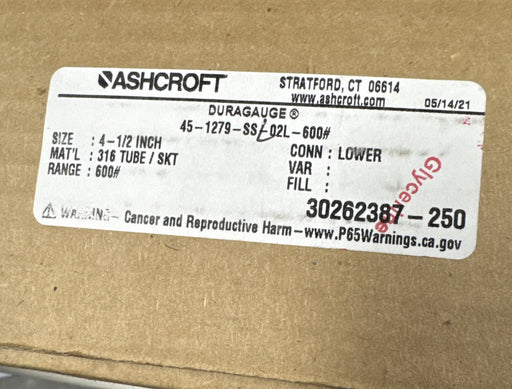 ASHCROFT
STRATFORD, CT 06614
www.ashcroft.com
05/14/21
DURAGAUGE®
45-1279-SSL02L-600#
SIZE : 4-1/2 INCH
MAT'L : 316 TUBE / SKT
RANGE : 600#
CONN : LOWER
VAR :
FILL :
Glycerine
30262387-250
WARNING- Cancer and Reproductive Harm-www.P65Warnings.ca.gov